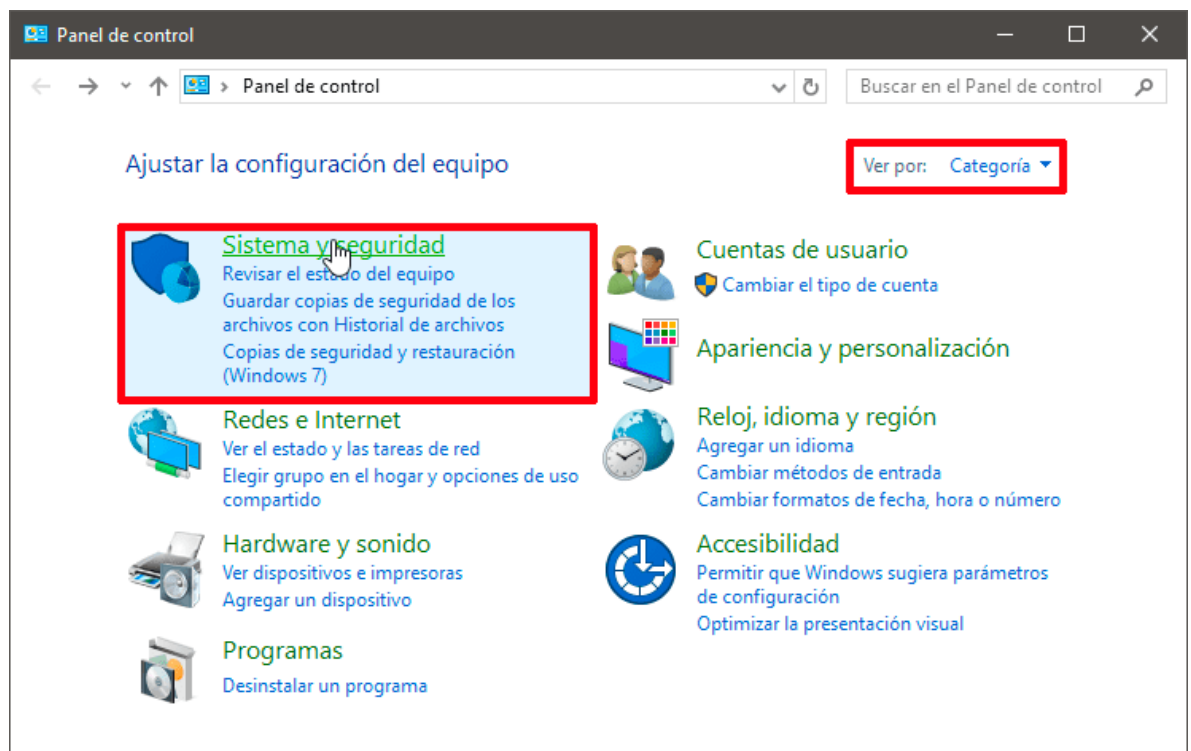 Panel de control
Panel de control
Buscar en el Panel de control
Ajustar la configuración del equipo
Ver por: Categoría
Sistema y seguridad
Revisar el estado del equipo
Guardar copias de seguridad de los
archivos con Historial de archivos
Copias de seguridad y restauración
(Windows 7)
Redes e Internet
Ver el estado y las tareas de red
Elegir grupo en el hogar y opciones de uso
compartido
Hardware y sonido
Ver dispositivos e impresoras
Agregar un dispositivo
Programas
Desinstalar un programa
Cuentas de usuario
Cambiar el tipo de cuenta
Apariencia y personalización
Reloj, idioma y región
Agregar un idioma
Cambiar métodos de entrada
Cambiar formatos de fecha, hora o número
Accesibilidad
Permitir que Windows sugiera parámetros
de configuración
Optimizar la presentación visual